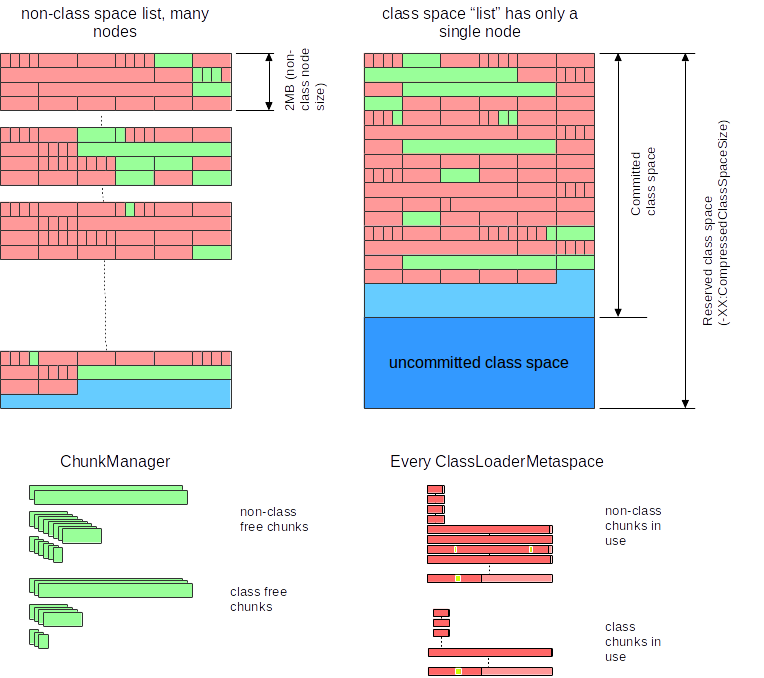 non-class space list, many
nodes
class space “list” has only a
single node
2MB (non-
class node
size)
Committed
class space
Reserved class space
(-XX:CompressedClassSpaceSize)
uncommitted class space
ChunkManager
non-class
free chunks
class free
chunks
Every ClassLoaderMetaspace
non-class
chunks in
use
class
chunks in
use